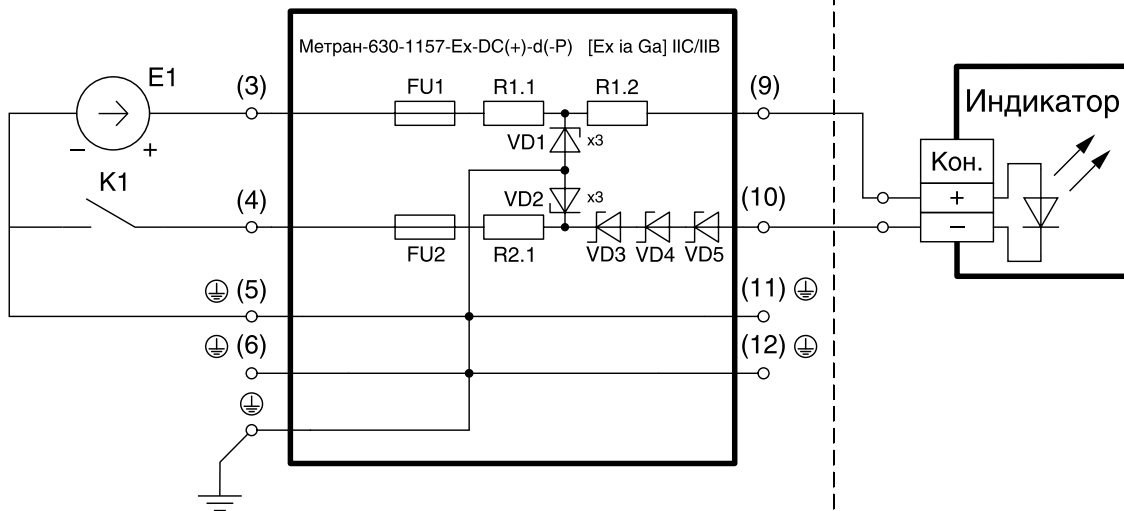 Метран-630-1157-Ex-DC(+)-d(-P) [Ex ia Ga] IIC/IIB
E1
(3)
FU1
R1.1
R1.2
(9)
Индикатор
− +
VD1
x3
Кон.
K1
(4)
VD2
x3
(10)
+
−
FU2
R2.1
VD3
VD4
VD5
(5)
(11)
(6)
(12)